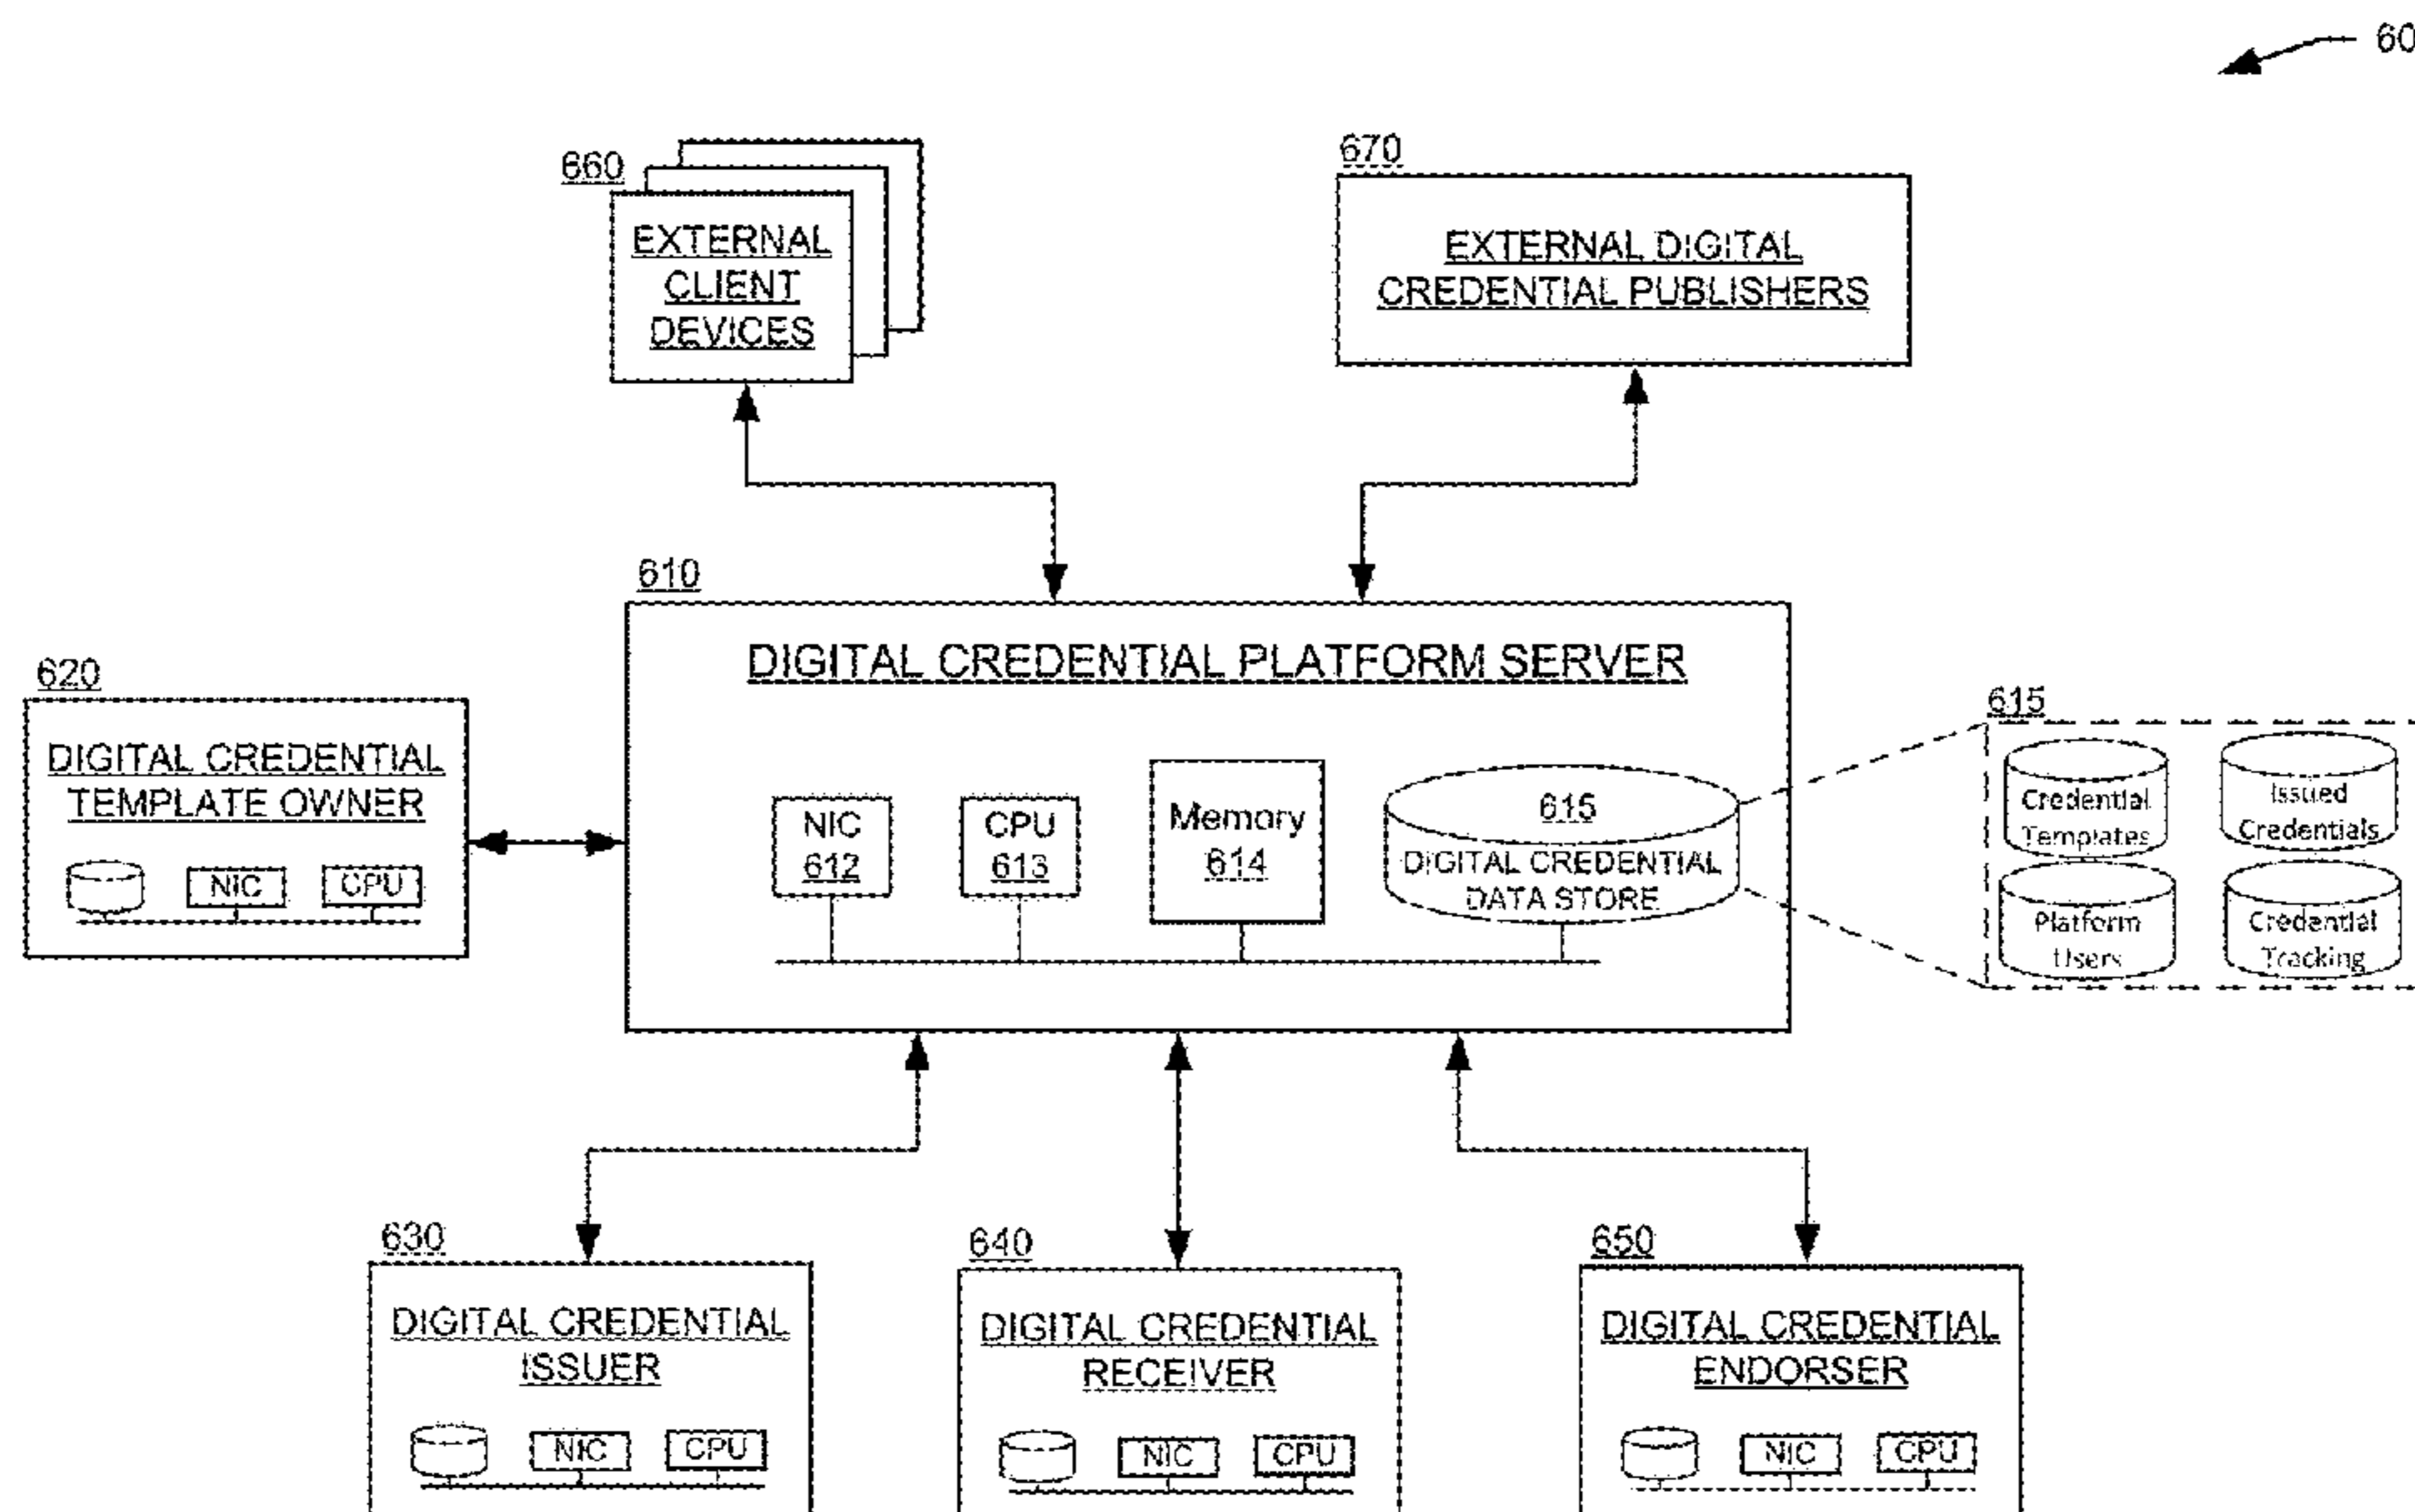 60
660
EXTERNAL
CLIENT
DEVICES
670
EXTERNAL DIGITAL
CREDENTIAL PUBLISHERS
610
DIGITAL CREDENTIAL PLATFORM SERVER
NIC
612
CPU
613
Memory
614
615
DIGITAL CREDENTIAL
DATA STORE
620
DIGITAL CREDENTIAL
TEMPLATE OWNER
NIC
CPU
615
Credential
Templates
Issued
Credentials
Platform
Users
Credential
Tracking
630
DIGITAL CREDENTIAL
ISSUER
NIC
CPU
640
DIGITAL CREDENTIAL
RECEIVER
NIC
CPU
650
DIGITAL CREDENTIAL
ENDORSER
NIC
CPU